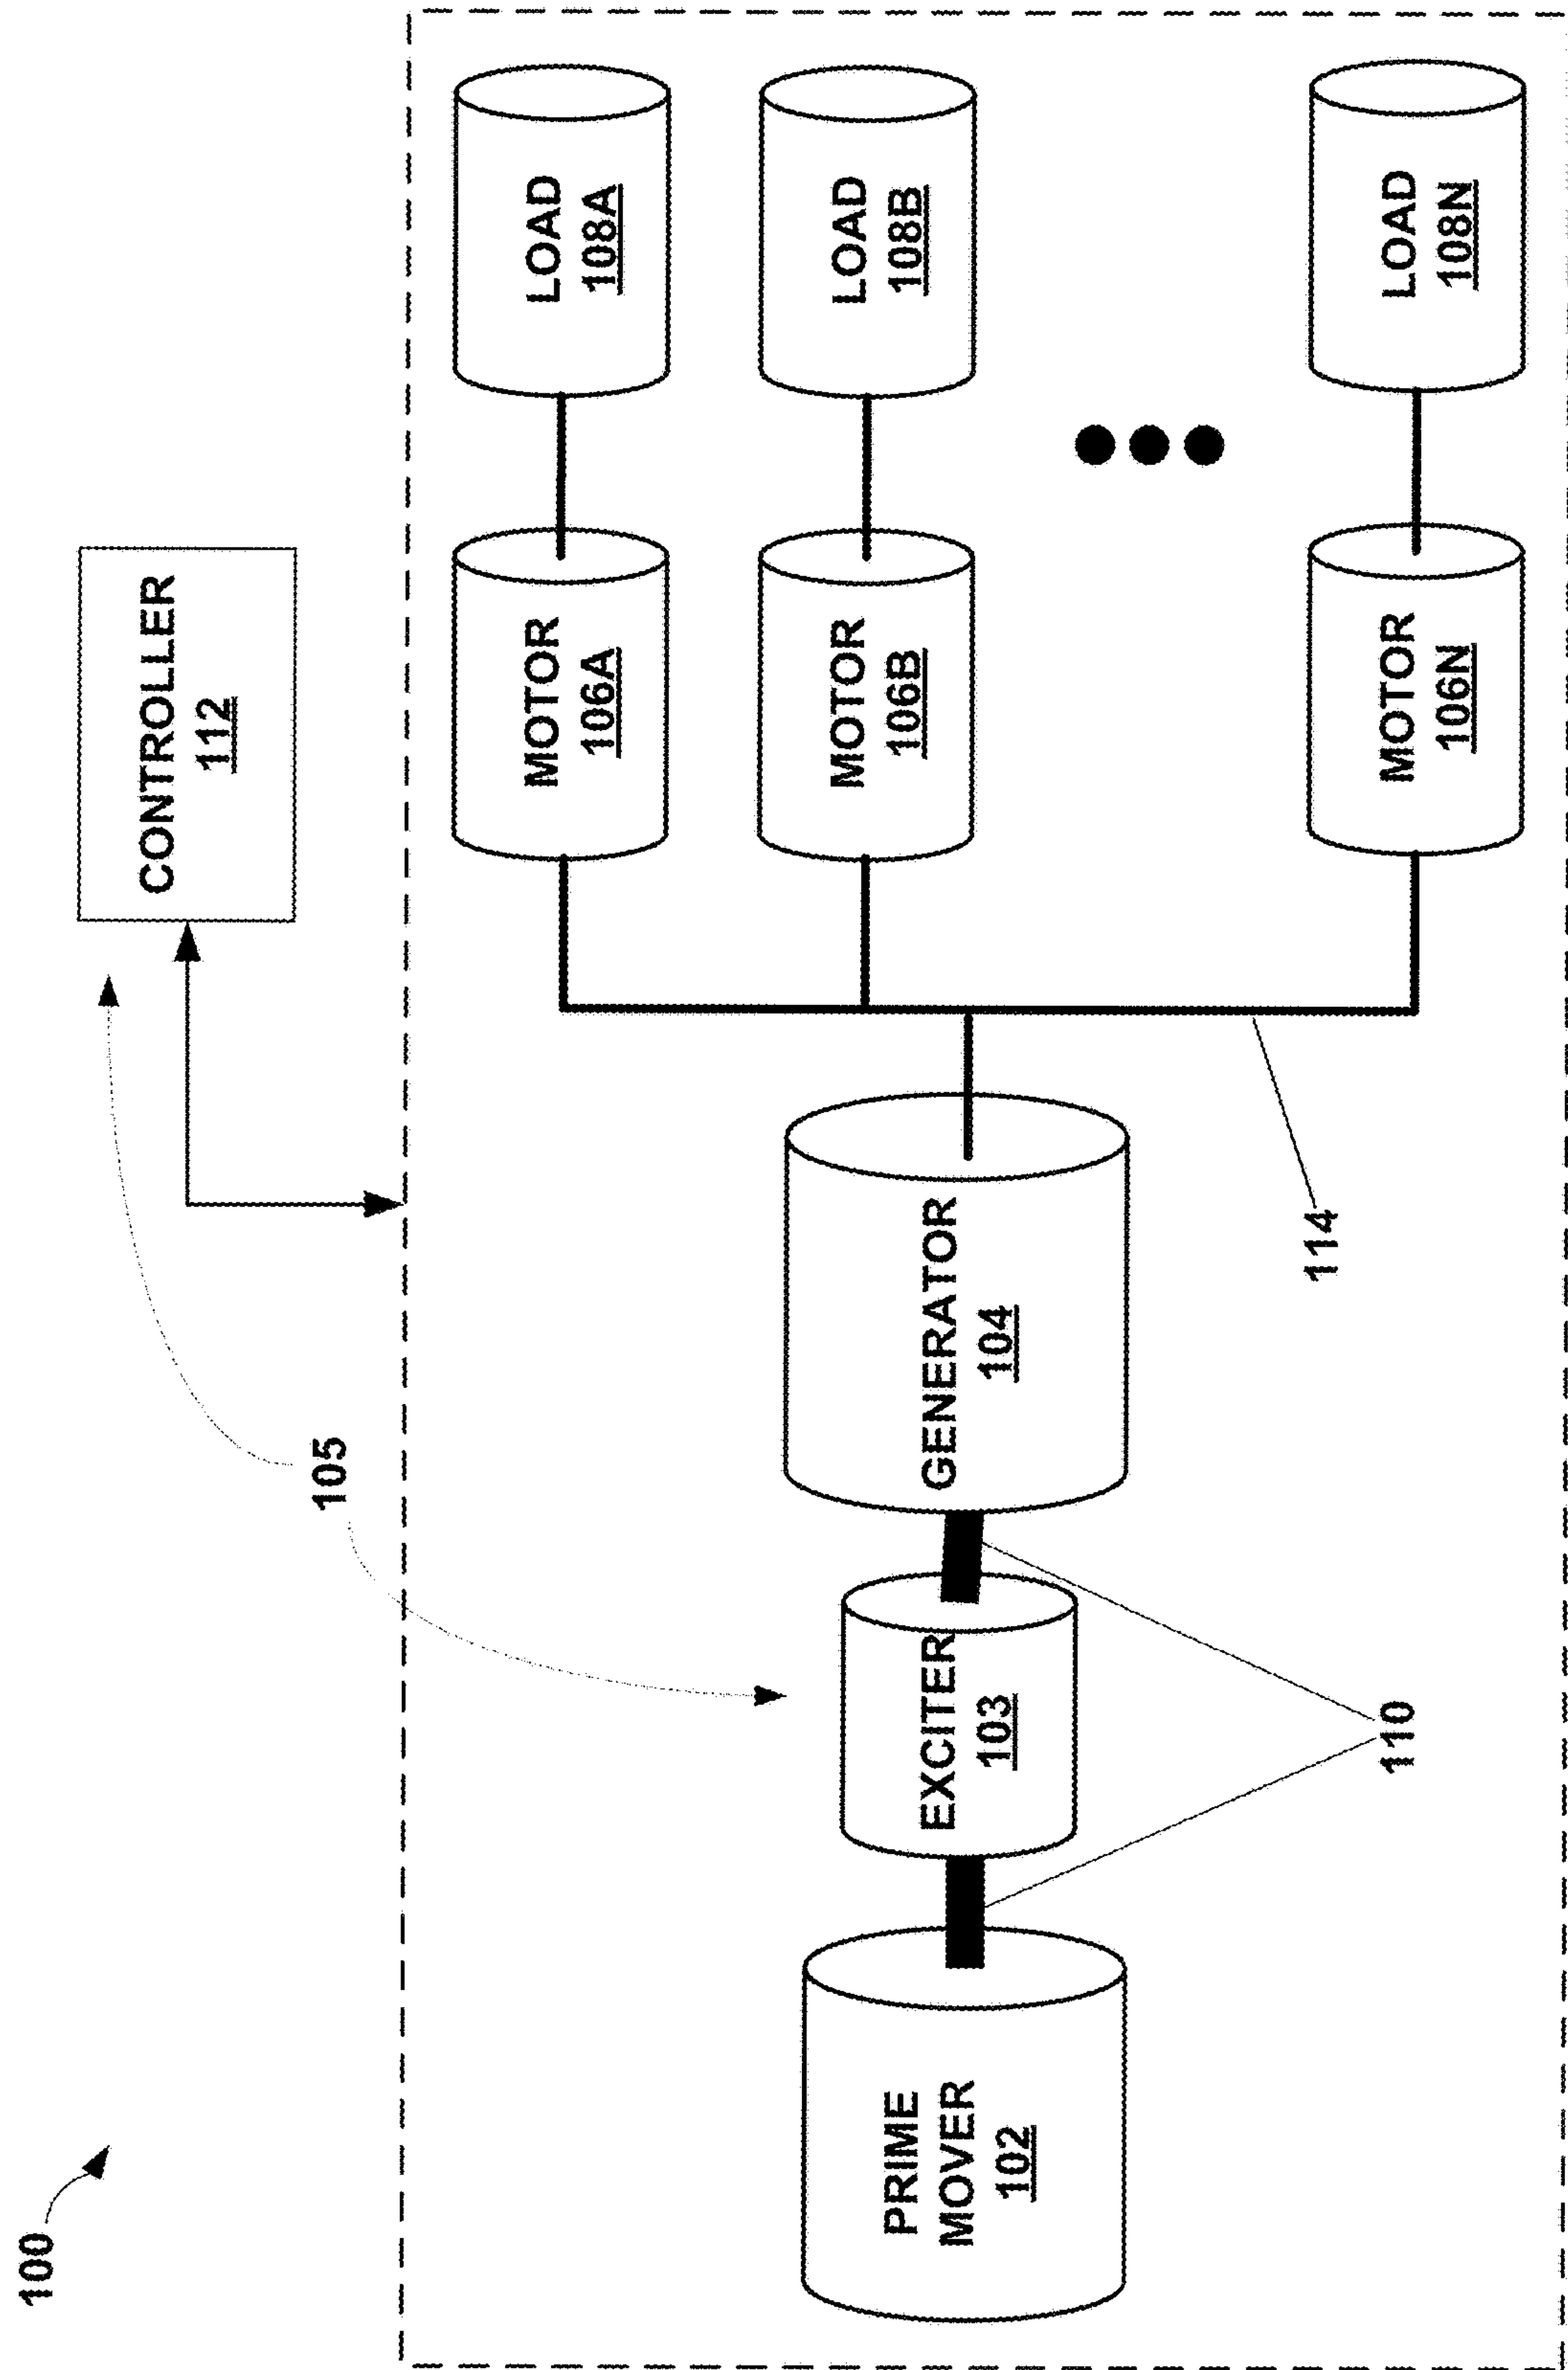 100
CONTROLLER
112
105
PRIME
MOVER
102
EXCITER
103
GENERATOR
104
110
114
MOTOR
106A
LOAD
108A
MOTOR
106B
LOAD
108B
MOTOR
106N
LOAD
108N